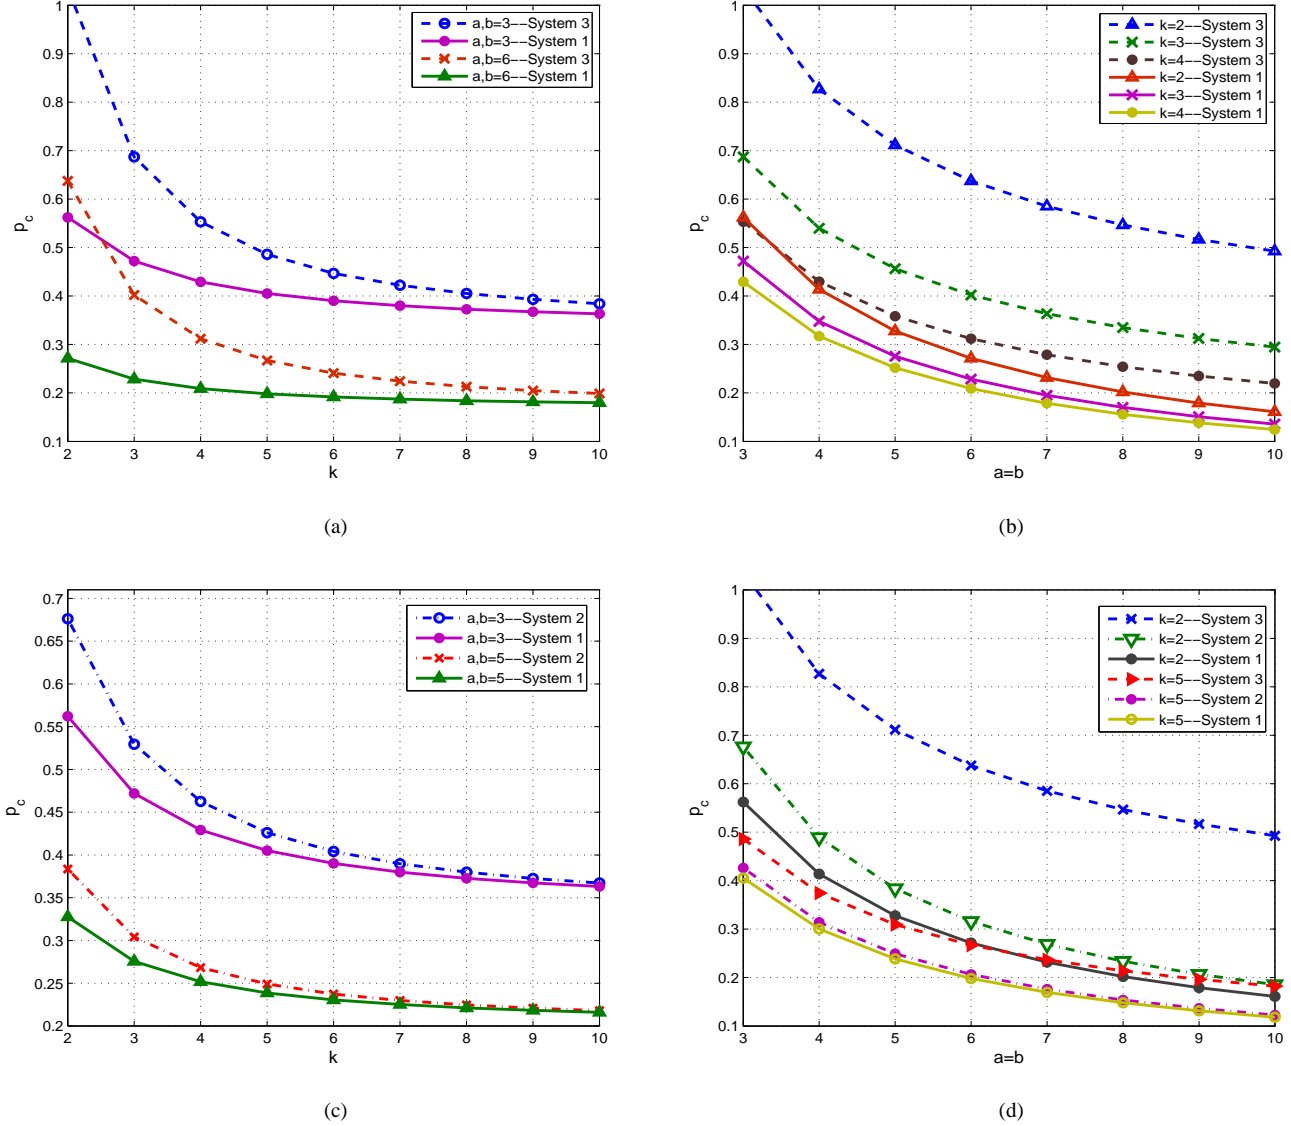 1
0.9
0.8
0.7
0.6
0.5
0.4
0.3
0.2
0.1
p_c
2 3 4 5 6 7 8 9 10
k
a,b=3−−System 3
a,b=3−−System 1
a,b=6−−System 3
a,b=6−−System 1
(a)
1
0.9
0.8
0.7
0.6
0.5
0.4
0.3
0.2
0.1
p_c
3 4 5 6 7 8 9 10
a=b
k=2−−System 3
k=3−−System 3
k=4−−System 3
k=2−−System 1
k=3−−System 1
k=4−−System 1
(b)
0.7
0.65
0.6
0.55
0.5
0.45
0.4
0.35
0.3
0.25
0.2
p_c
2 3 4 5 6 7 8 9 10
k
a,b=3−−System 2
a,b=3−−System 1
a,b=5−−System 2
a,b=5−−System 1
(c)
1
0.9
0.8
0.7
0.6
0.5
0.4
0.3
0.2
0.1
p_c
3 4 5 6 7 8 9 10
a=b
k=2−−System 3
k=2−−System 2
k=2−−System 1
k=5−−System 3
k=5−−System 2
k=5−−System 1
(d)